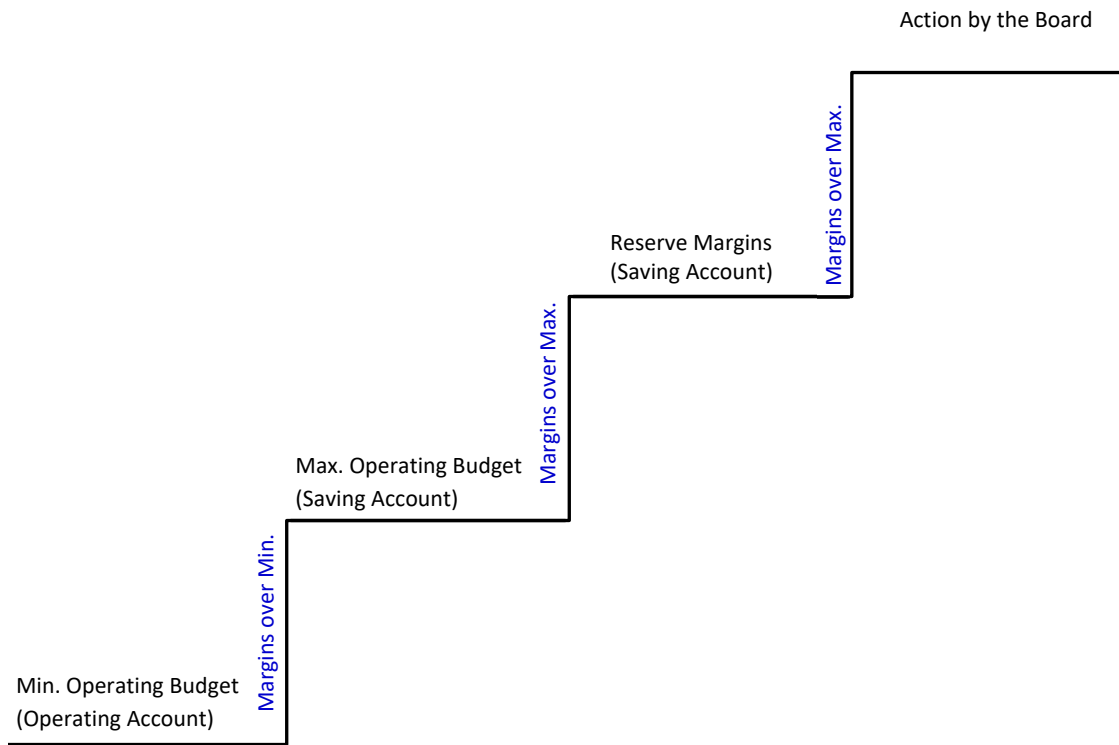 Action by the Board
Margins over Max.
Reserve Margins
(Saving Account)
Margins over Max.
Max. Operating Budget
(Saving Account)
Margins over Min.
Min. Operating Budget
(Operating Account)